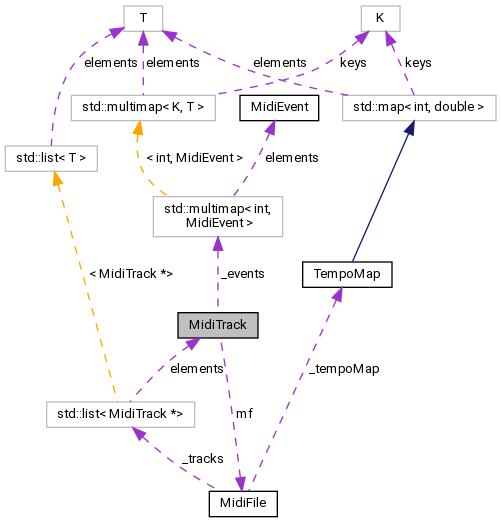 T
K
elements
elements
elements
keys
keys
std::multimap< K, T >
MidiEvent
std::map< int, double >
std::list< T >
< int, MidiEvent >
elements
std::multimap< int,
MidiEvent >
< MidiTrack *>
_events
TempoMap
MidiTrack
elements
_tempoMap
std::list< MidiTrack *>
mf
_tracks
MidiFile